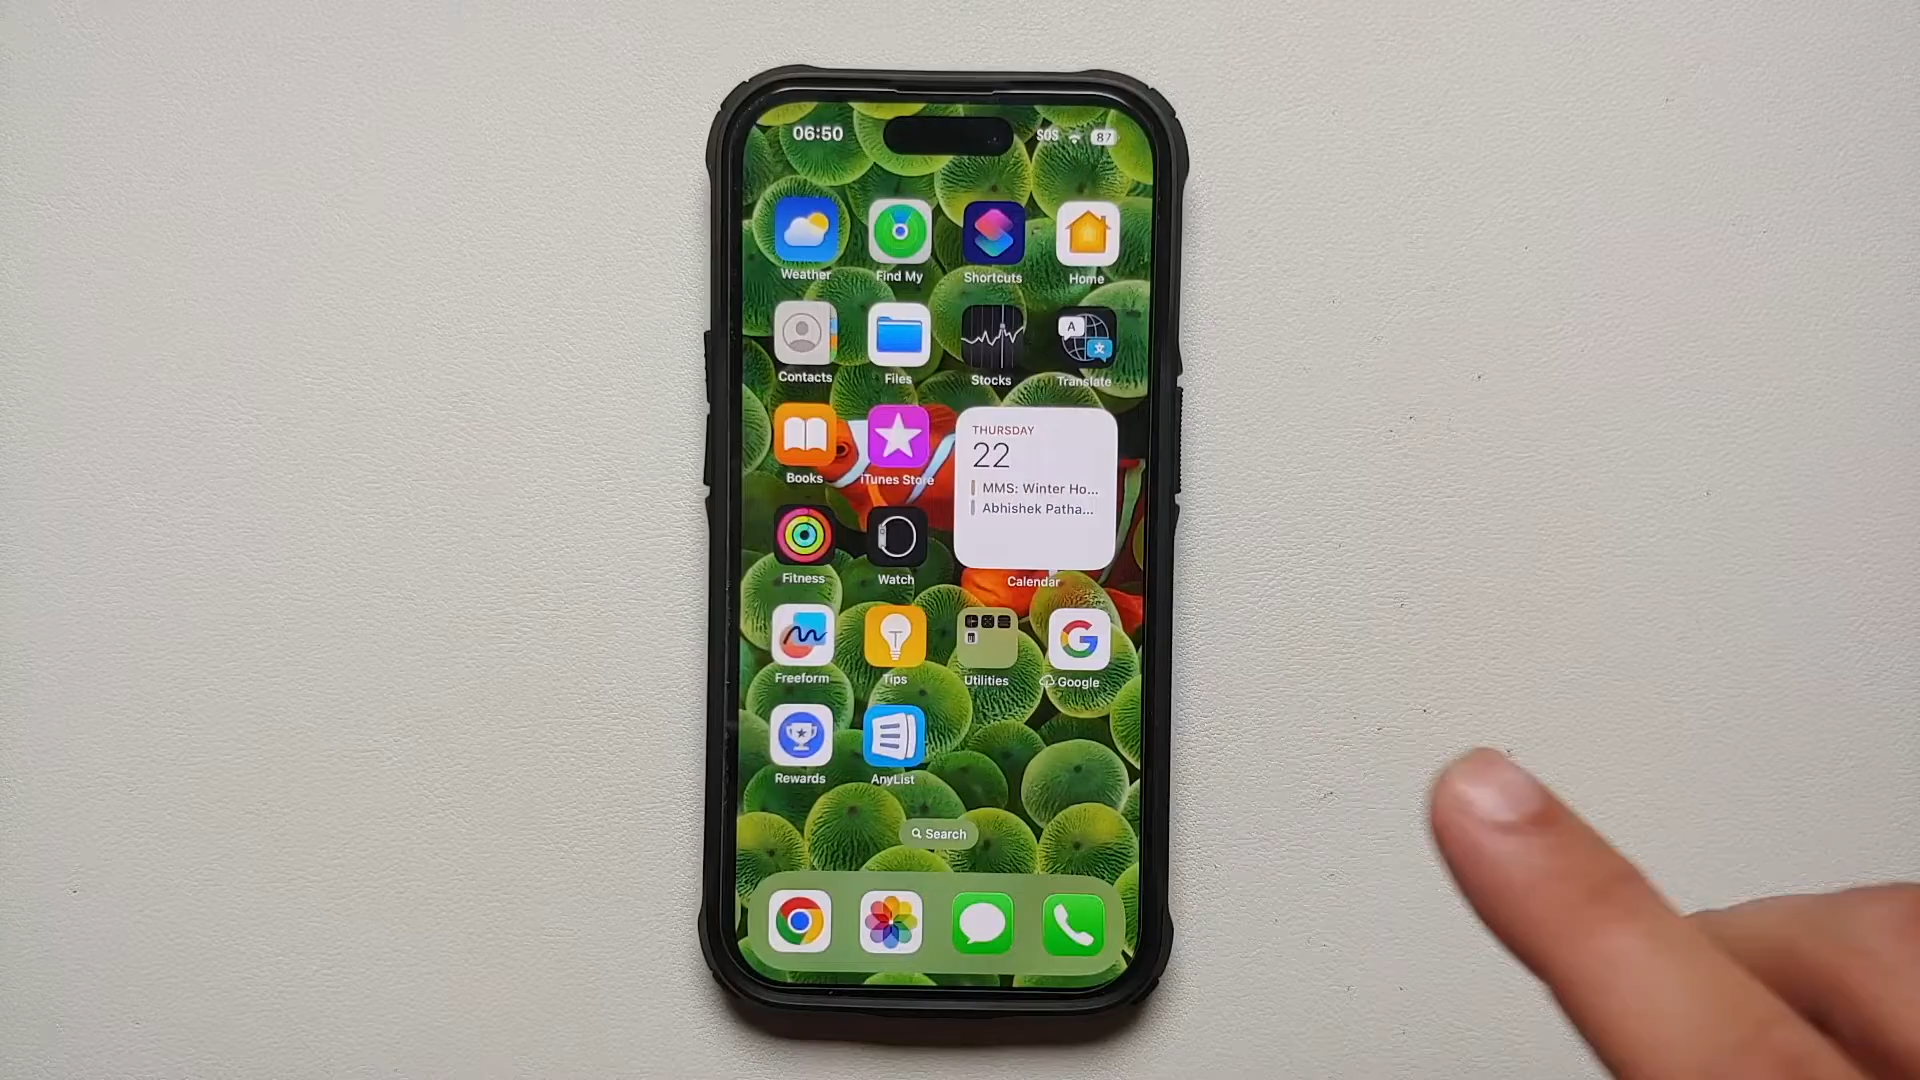 06:50 SOS 87
Weather Find My Shortcuts Home
Contacts Files Stocks A 文 Translate
THURSDAY
22
MMS: Winter Ho...
Abhishek Patha...
Books iTunes Store
Fitness Watch Calendar
Freeform Tips Utilities G Google
Rewards AnyList
Search